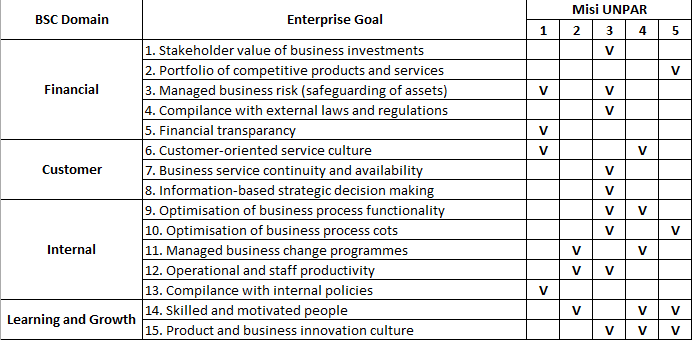 BSC Domain Enterprise Goal Misi UNPAR
1 2 3 4 5
Financial
1. Stakeholder value of business investments V
2. Portfolio of competitive products and services V
3. Managed business risk (safeguarding of assets) V V
4. Compilance with external laws and regulations V
5. Financial transparancy V
Customer
6. Customer-oriented service culture V V
7. Business service continuity and availability V
8. Information-based strategic decision making V
Internal
9. Optimisation of business process functionality V V
10. Optimisation of business process cots V V
11. Managed business change programmes V V
12. Operational and staff productivity V V
13. Compilance with internal policies V
Learning and Growth
14. Skilled and motivated people V V V
15. Product and business innovation culture V V V